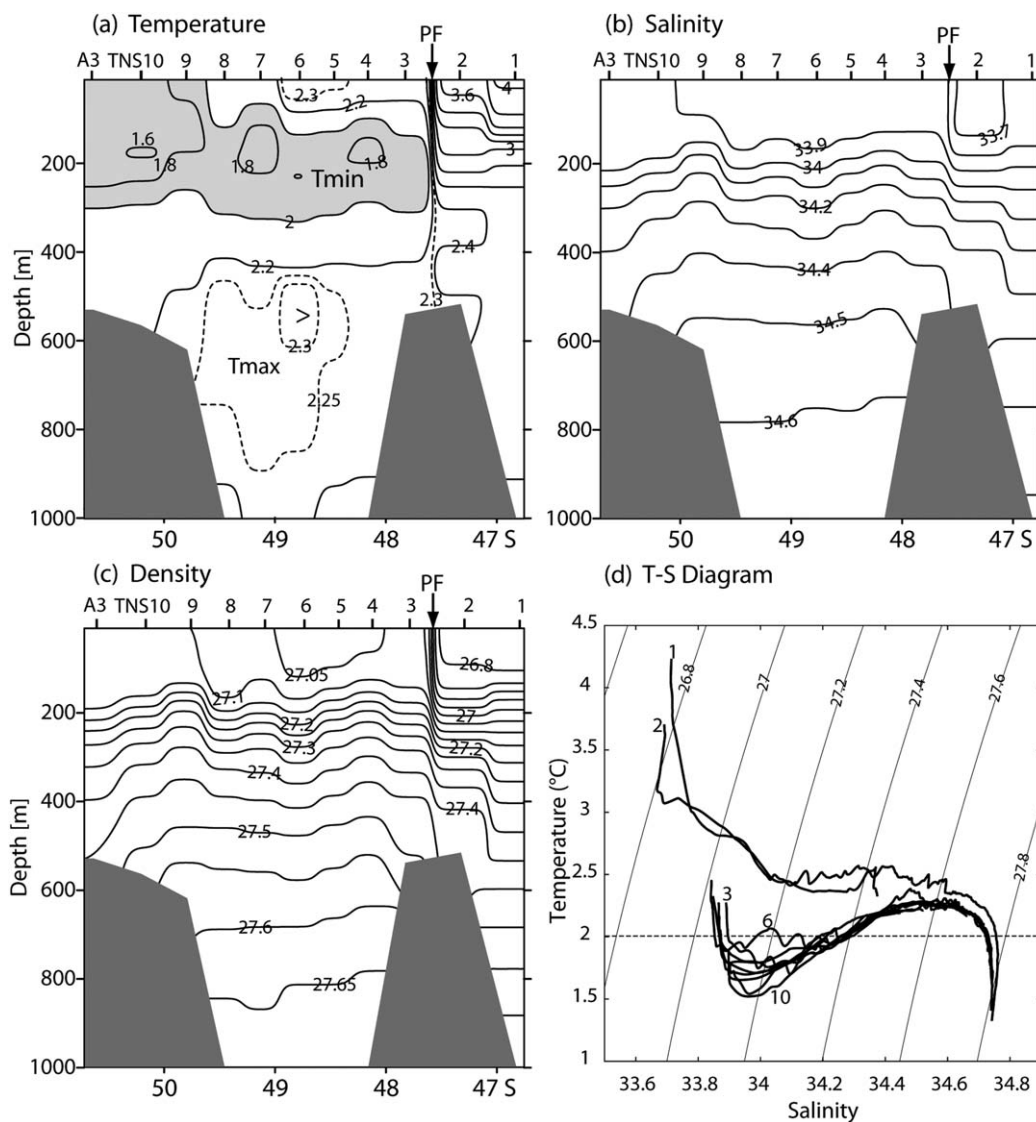 (a) Temperature
PF
A3 TNS10 9 8 7 6 5 4 3 2 1
2.3 2.2 3.6 4
1.6
1.8 1.8 1.8 3
Tmin
2
2.2 2.4
2.3
>
2.3
Tmax
2.25
200
400
600
800
1000
Depth [m]
50 49 48 47 S
(b) Salinity
PF
A3 TNS10 9 8 7 6 5 4 3 2 1
33.7
33.9
34
34.2
34.4
34.5
34.6
200
400
600
800
1000
50 49 48 47 S
(c) Density
PF
A3 TNS10 9 8 7 6 5 4 3 2 1
27.05 26.8
27.1 27
27.2 27.2
27.3
27.4 27.4
27.5
27.6
27.65
200
400
600
800
1000
Depth [m]
50 49 48 47 S
(d) T-S Diagram
4.5
4
3.5
3
2.5
2
1.5
1
Temperature (°C)
1
2
3
6
10
26.8 27 27.2 27.4 27.6
27.8
33.6 33.8 34 34.2 34.4 34.6 34.8
Salinity